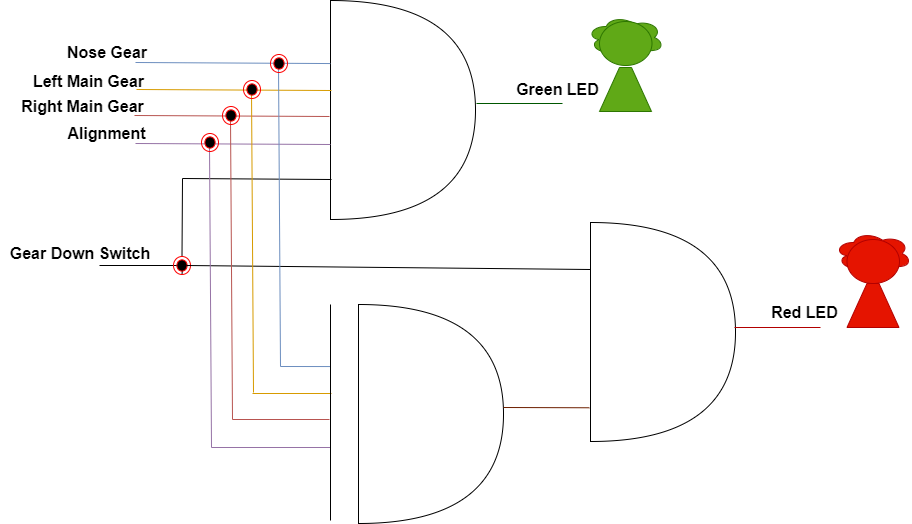 Nose Gear
Left Main Gear
Right Main Gear
Alignment
Green LED
Gear Down Switch
Red LED